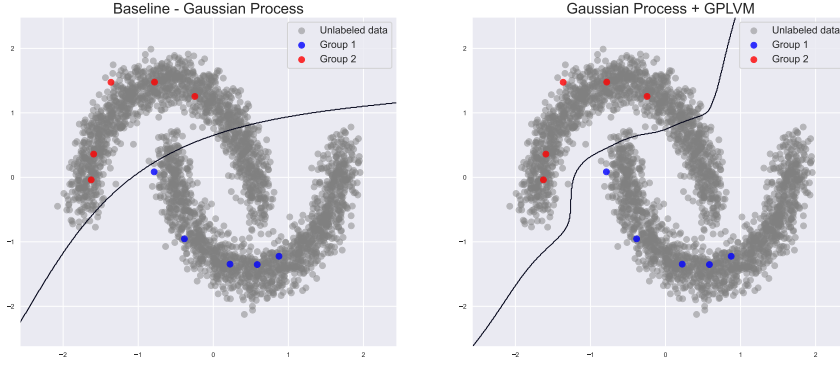 Baseline - Gaussian Process
Unlabeled data
Group 1
Group 2
2
1
0
−1
−2
−2
−1
0
1
2
Gaussian Process + GPLVM
Unlabeled data
Group 1
Group 2
2
1
0
−1
−2
−2
−1
0
1
2